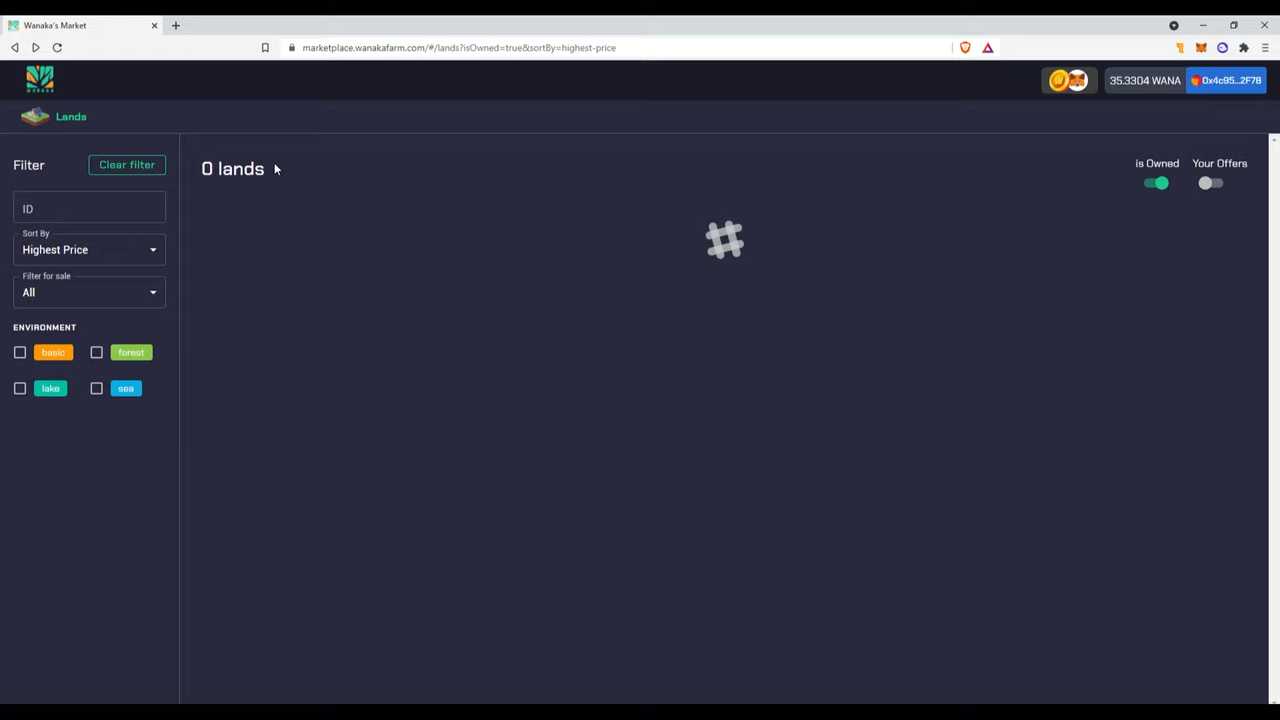 Wanaka's Market
marketplace.wanakafarm.com/#/lands?isOwned=true&sortBy=highest-price
WANAKA
35.3304 WANA
0x4c95...2F78
Lands
Filter
Clear filter
0 lands
is Owned
Your Offers
ID
Sort By
Highest Price
Filter for sale
All
ENVIRONMENT
basic
forest
lake
sea